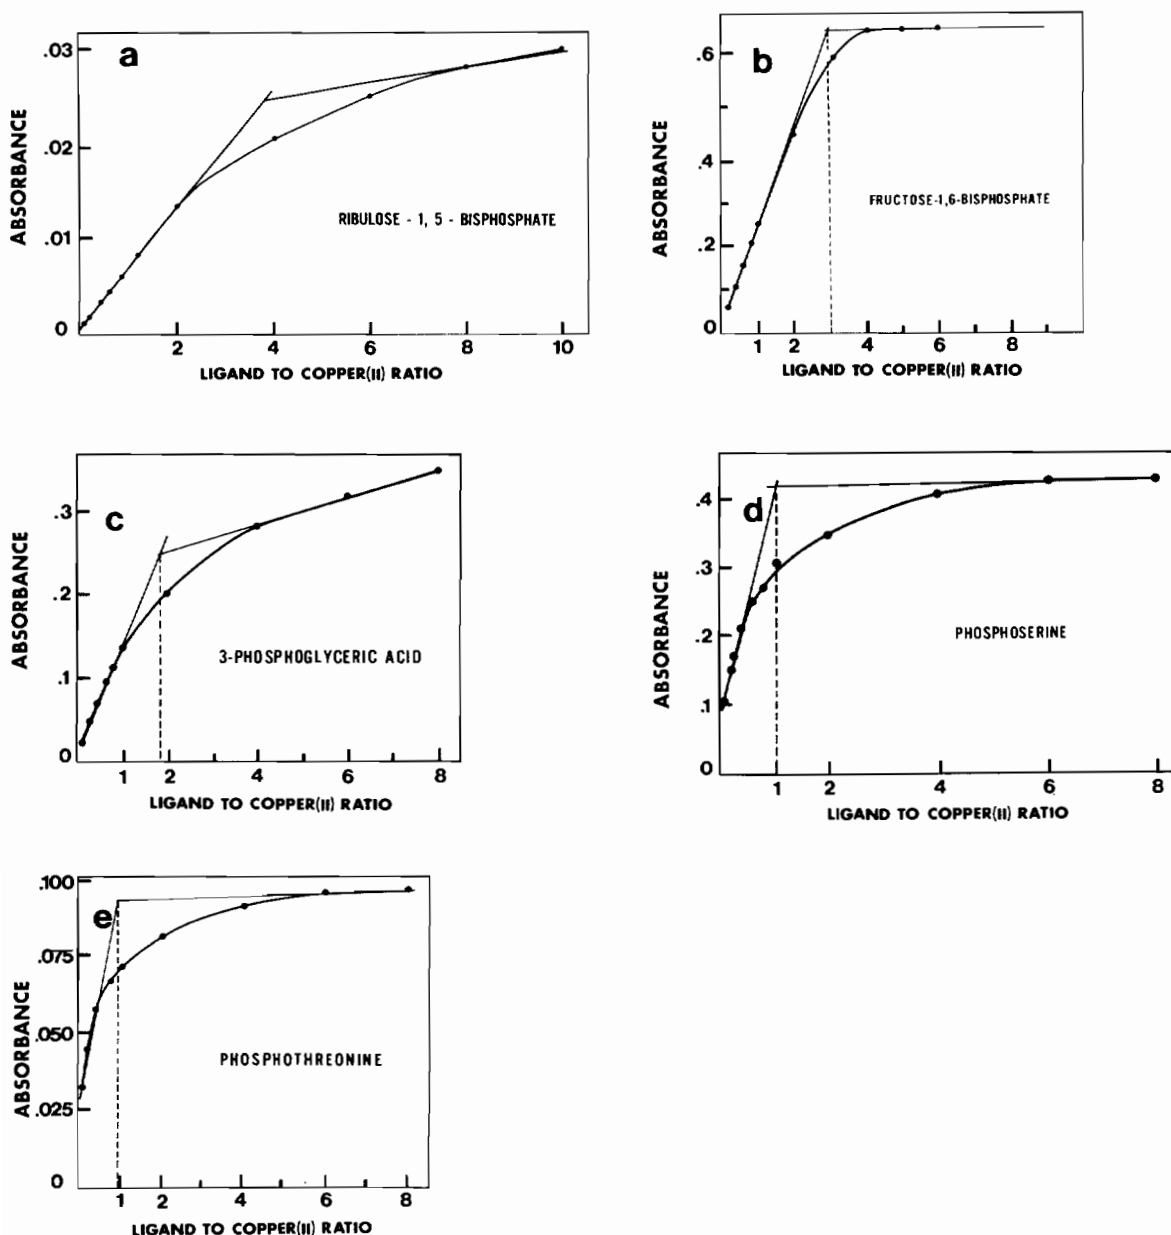 a
ABSORBANCE
.03
.02
.01
0
RIBULOSE - 1, 5 - BISPHOSPHATE
2 4 6 8 10
LIGAND TO COPPER(II) RATIO
b
ABSORBANCE
.6
.4
.2
0
FRUCTOSE-1,6-BISPHOSPHATE
1 2 4 6 8
LIGAND TO COPPER(II) RATIO
c
ABSORBANCE
.3
.2
.1
0
3-PHOSPHOGLYCERIC ACID
1 2 4 6 8
LIGAND TO COPPER(II) RATIO
d
ABSORBANCE
.4
.3
.2
.1
0
PHOSPHOSERINE
1 2 4 6 8
LIGAND TO COPPER(II) RATIO
e
ABSORBANCE
.100
.075
.050
.025
0
PHOSPHOTHREONINE
1 2 4 6 8
LIGAND TO COPPER(II) RATIO